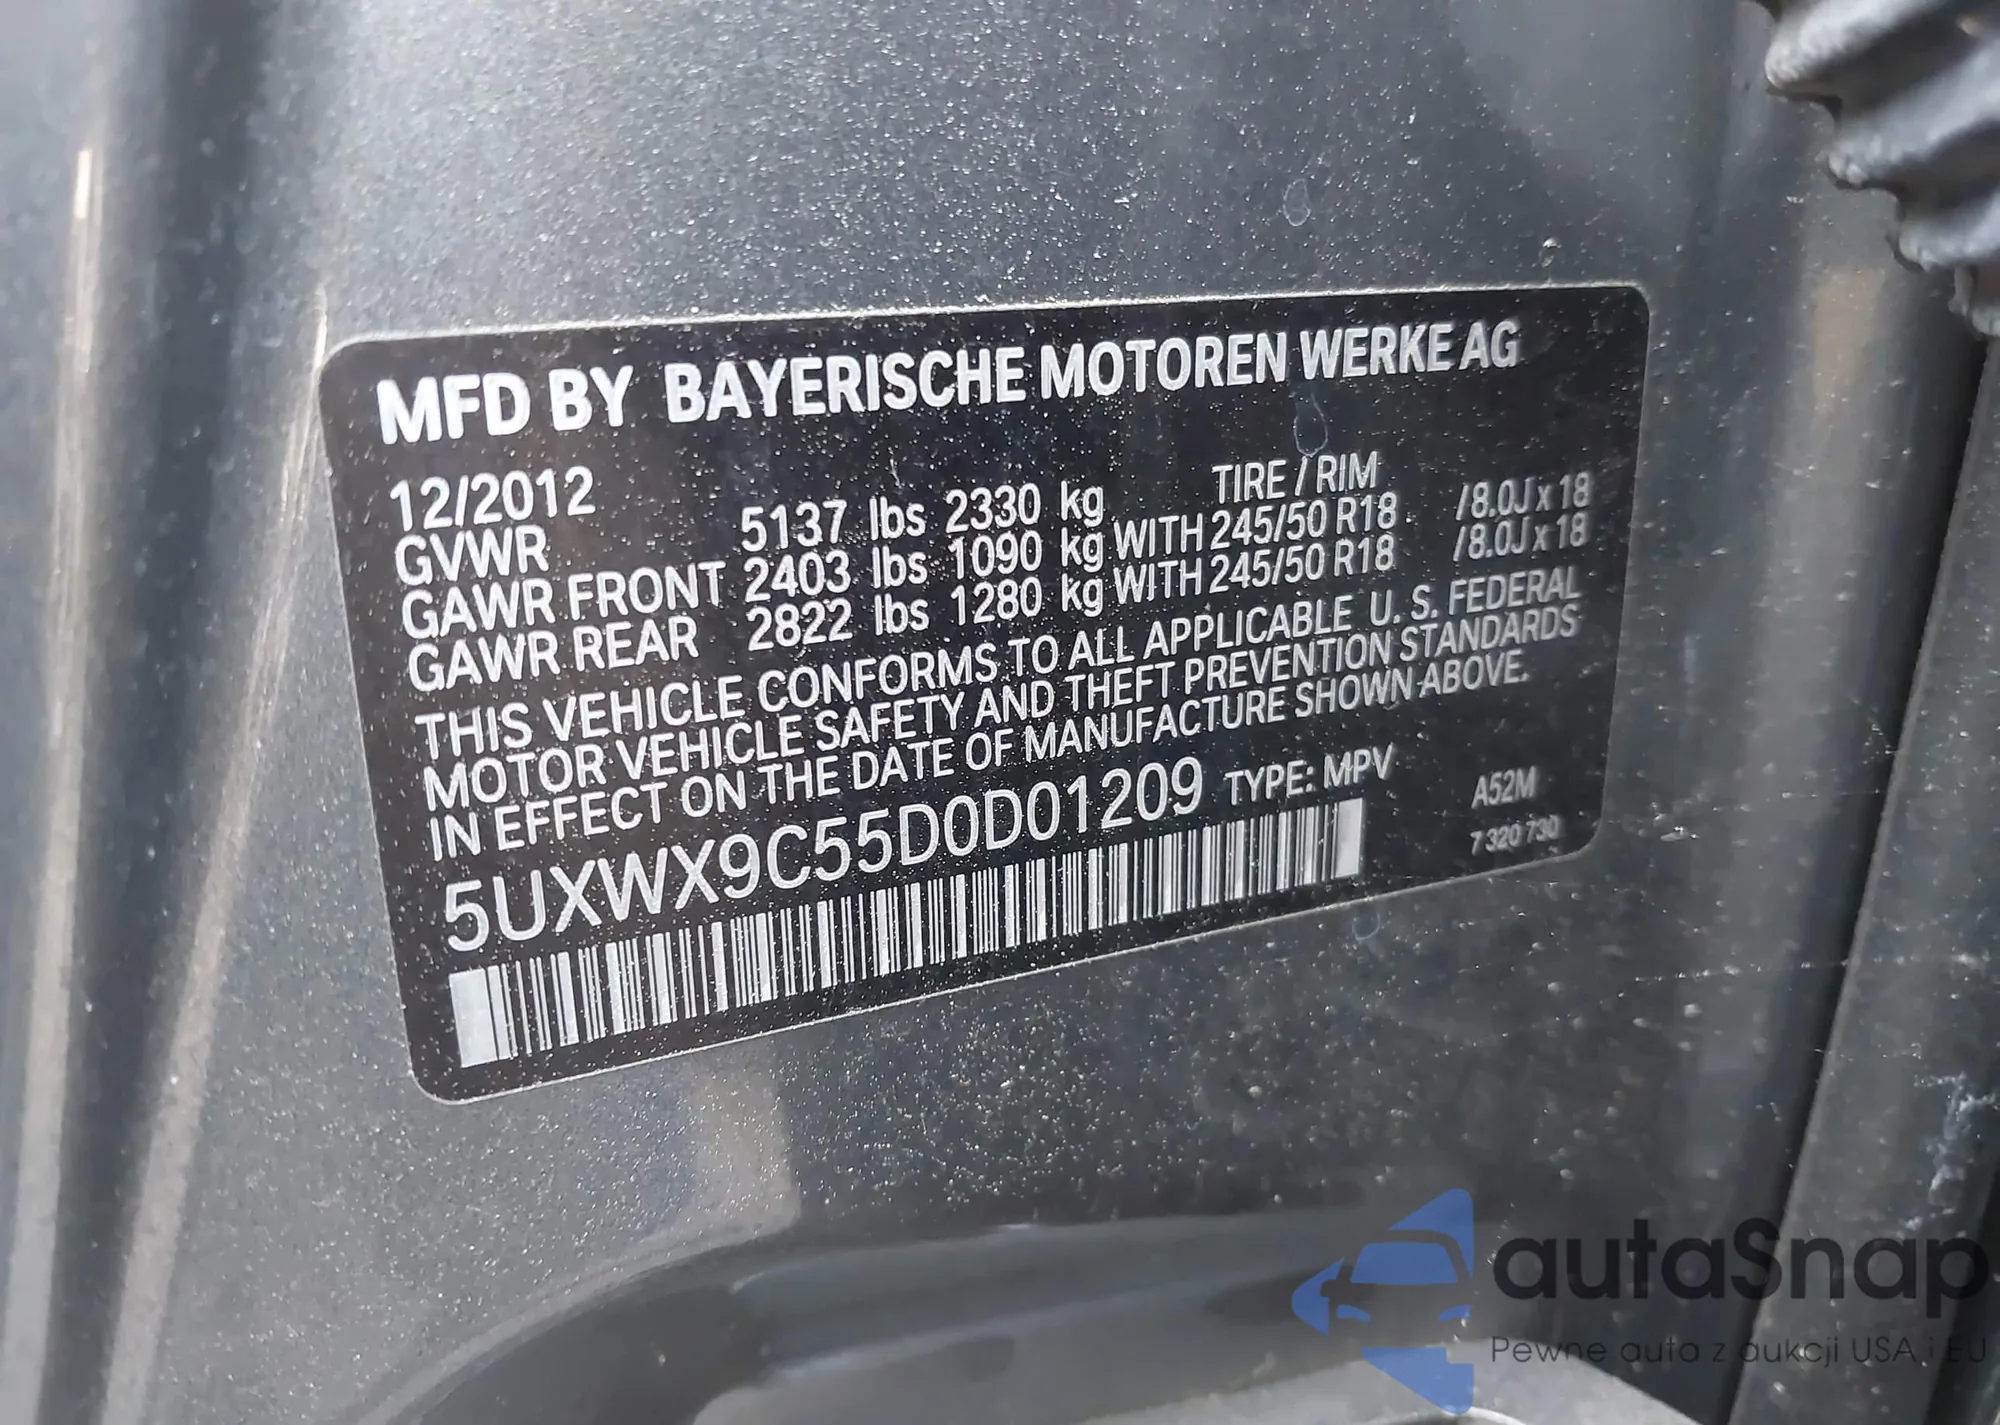 MFD BY BAYERISCHE MOTOREN WERKE AG
12/2012 TIRE / RIM
GVWR 5137 lbs 2330 kg
GAWR FRONT 2403 lbs 1090 kg WITH 245/50 R18 /8.0J x 18
GAWR REAR 2822 lbs 1280 kg WITH 245/50 R18 /8.0J x 18
THIS VEHICLE CONFORMS TO ALL APPLICABLE U. S. FEDERAL
MOTOR VEHICLE SAFETY AND THEFT PREVENTION STANDARDS
IN EFFECT ON THE DATE OF MANUFACTURE SHOWN ABOVE.
5UXWX9C55D0D01209 TYPE: MPV A52M
7 320 730
autaSnap
Pewne auta z aukcji USA i EU